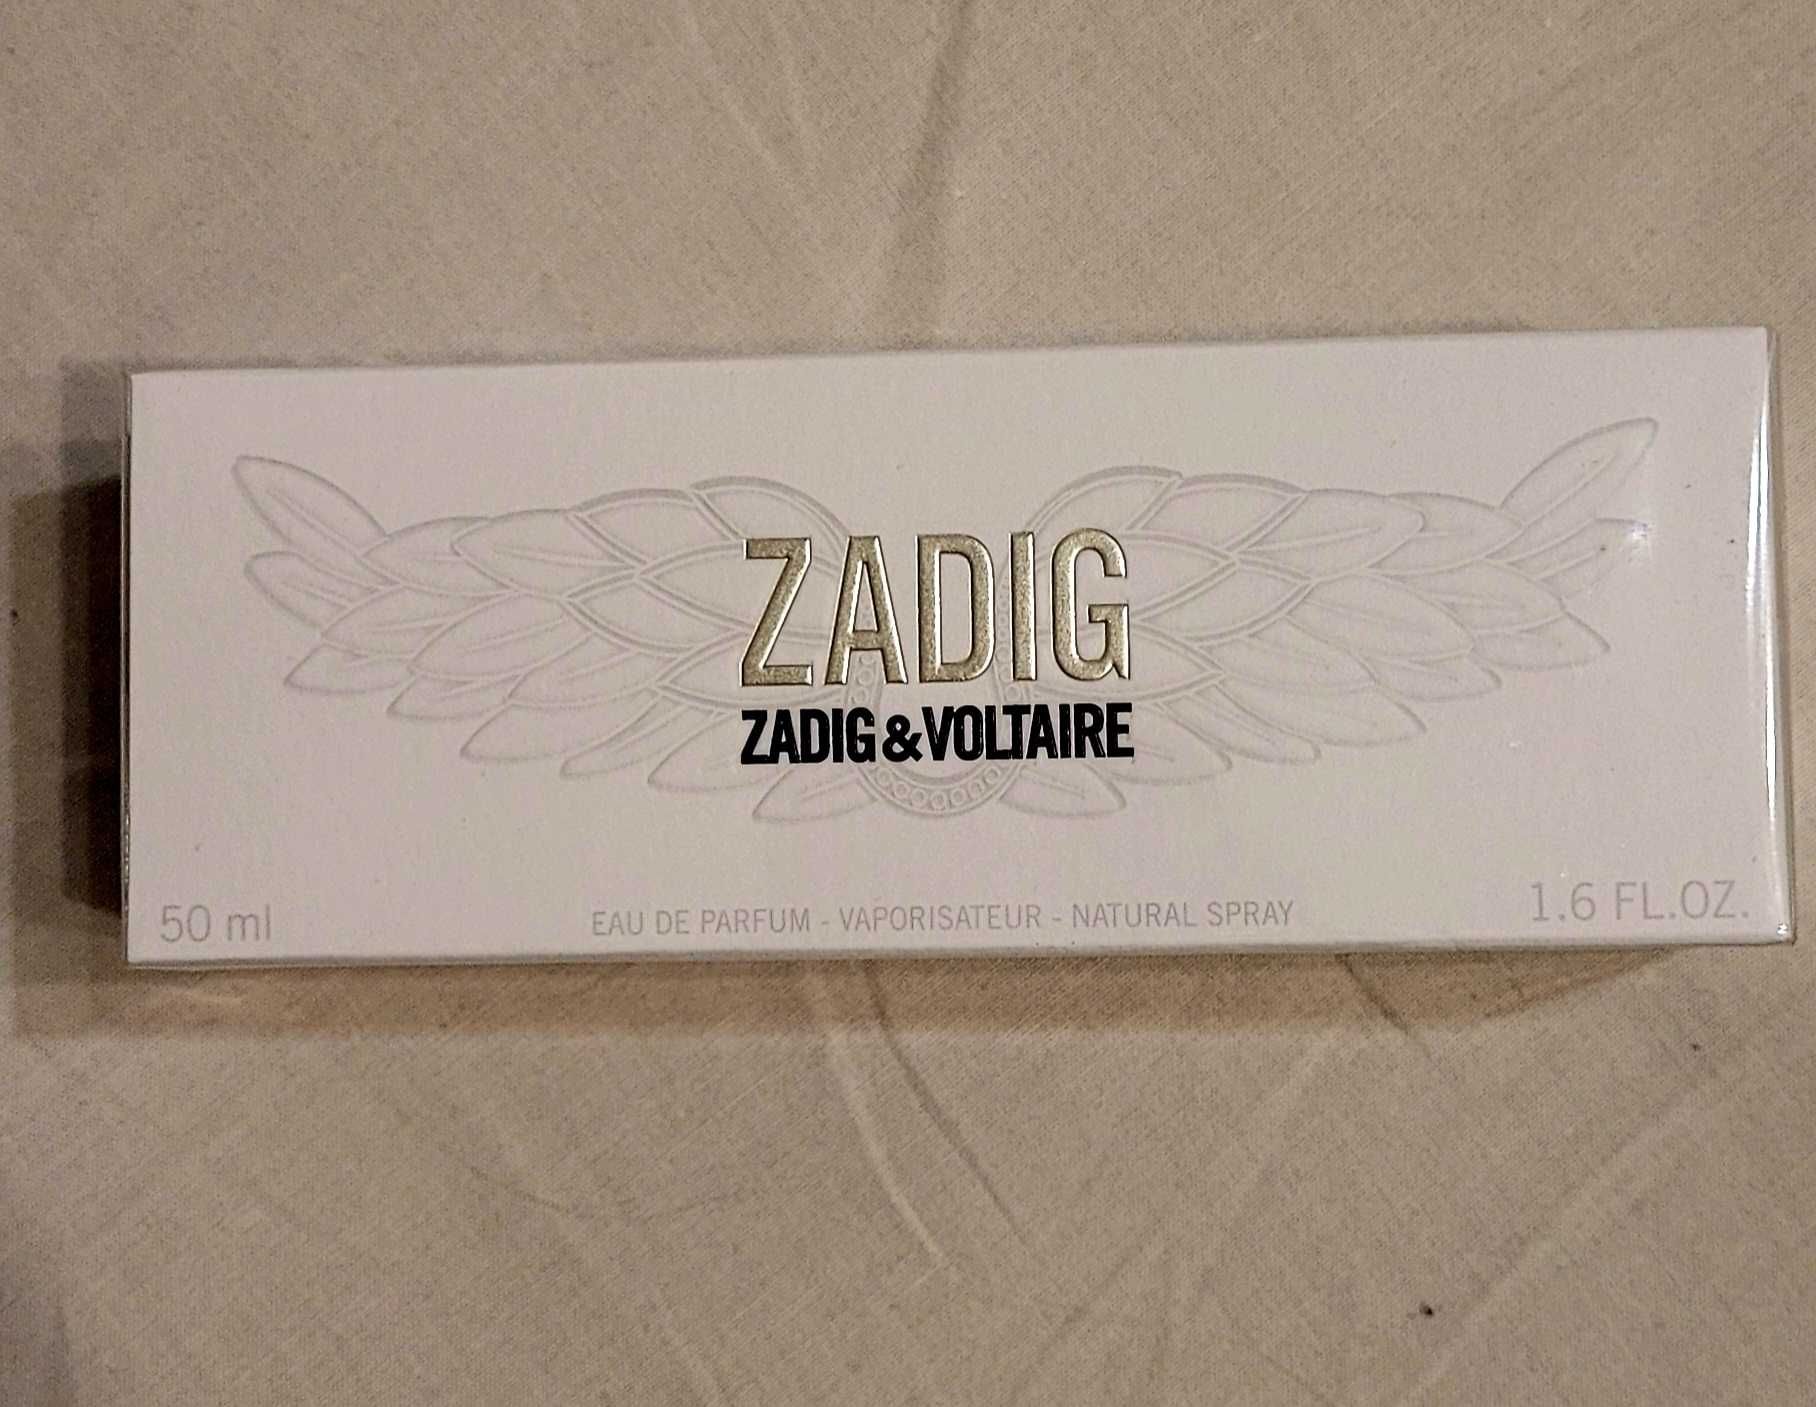 ZADIG
ZADIG&VOLTAIRE
50 ml
EAU DE PARFUM - VAPORISATEUR - NATURAL SPRAY
1.6 FL.OZ.